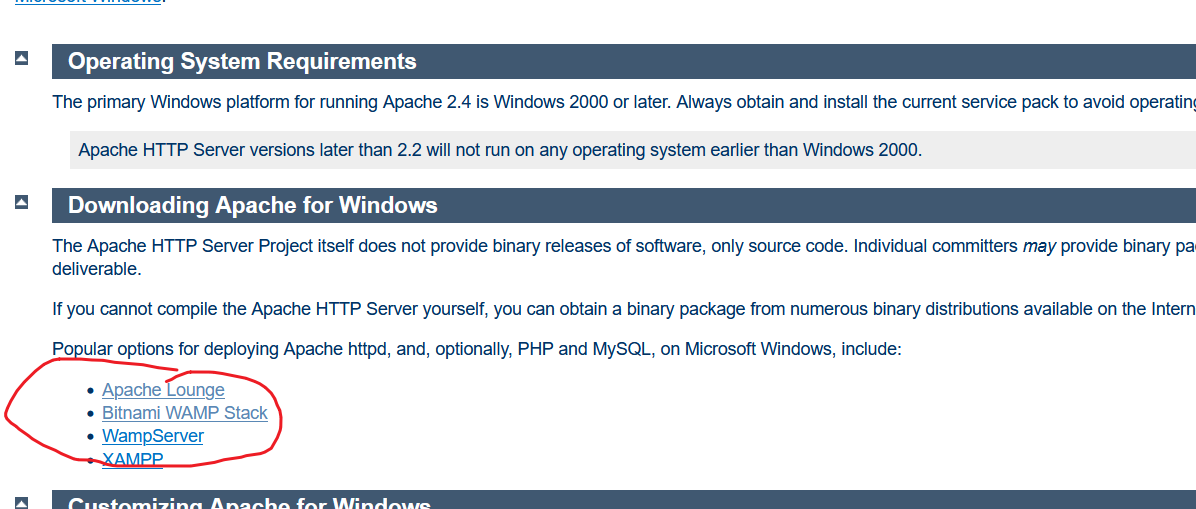 Microsoft Windows.
Operating System Requirements
The primary Windows platform for running Apache 2.4 is Windows 2000 or later. Always obtain and install the current service pack to avoid operating
Apache HTTP Server versions later than 2.2 will not run on any operating system earlier than Windows 2000.
Downloading Apache for Windows
The Apache HTTP Server Project itself does not provide binary releases of software, only source code. Individual committers may provide binary pa
deliverable.
If you cannot compile the Apache HTTP Server yourself, you can obtain a binary package from numerous binary distributions available on the Intern
Popular options for deploying Apache httpd, and, optionally, PHP and MySQL, on Microsoft Windows, include:
• Apache Lounge
• Bitnami WAMP Stack
• WampServer
• XAMPP
Customizing Apache for Windows